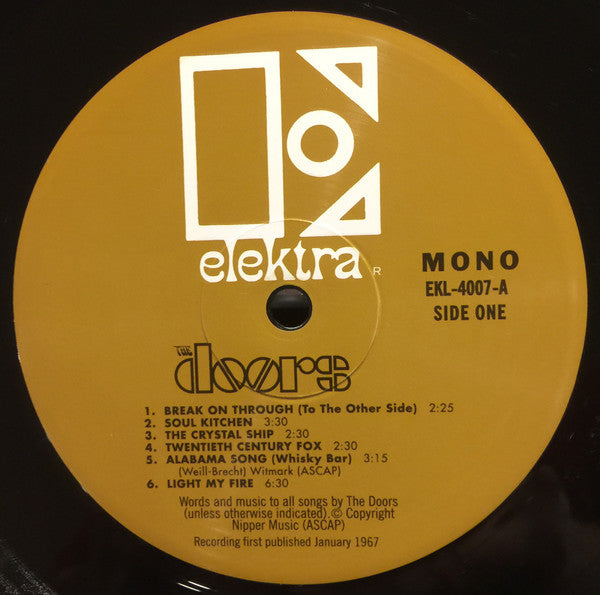 elektra R
MONO
EKL-4007-A
SIDE ONE
THE doors
1. BREAK ON THROUGH (To The Other Side) 2:25
2. SOUL KITCHEN 3:30
3. THE CRYSTAL SHIP 2:30
4. TWENTIETH CENTURY FOX 2:30
5. ALABAMA SONG (Whisky Bar) 3:15
(Weill-Brecht) Witmark (ASCAP)
6. LIGHT MY FIRE 6:30
Words and music to all songs by The Doors
(unless otherwise indicated). © Copyright
Nipper Music (ASCAP)
Recording first published January 1967